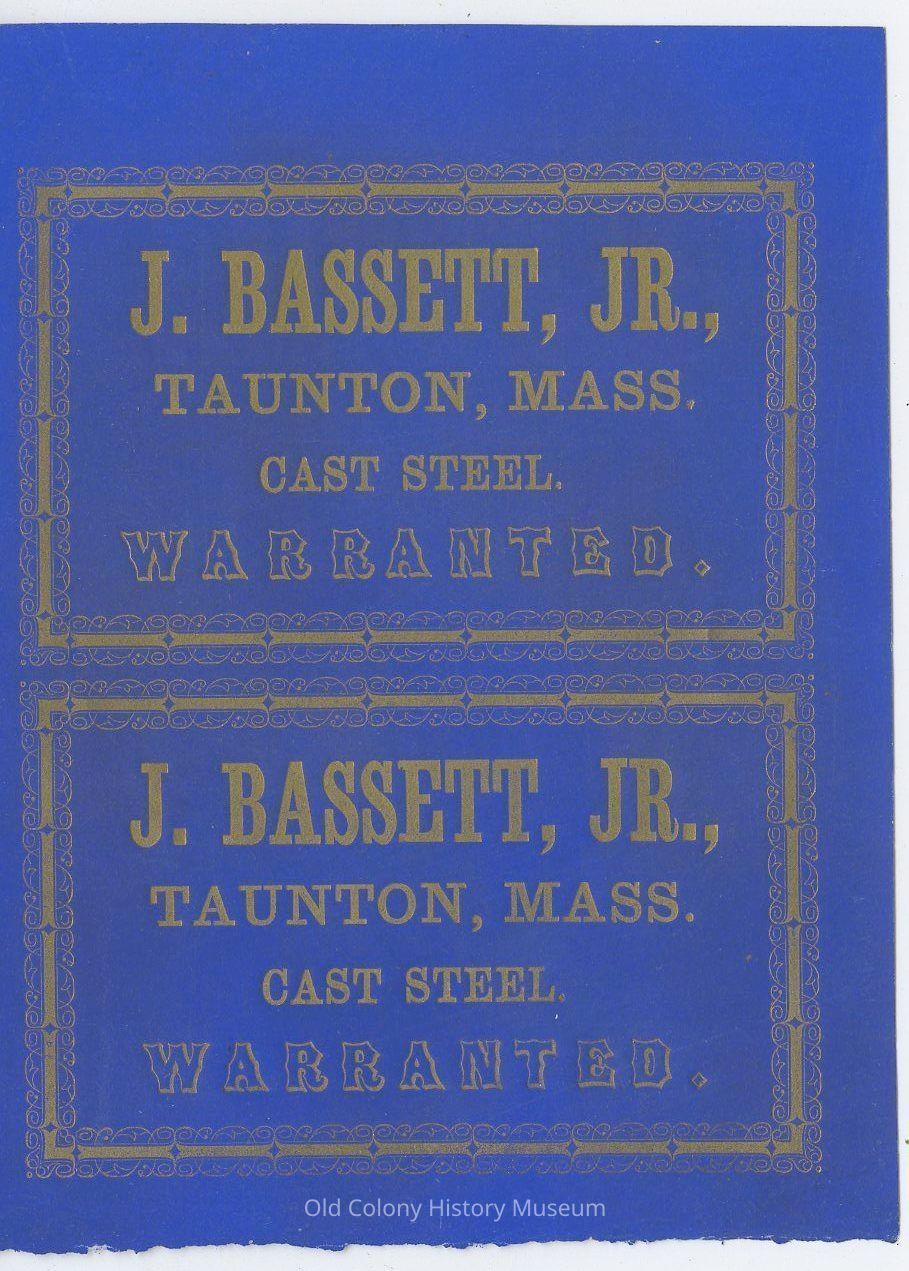 J. BASSETT, JR.,
TAUNTON, MASS.
CAST STEEL.
WARRANTED.
J. BASSETT, JR.,
TAUNTON, MASS.
CAST STEEL.
WARRANTED.
Old Colony History Museum